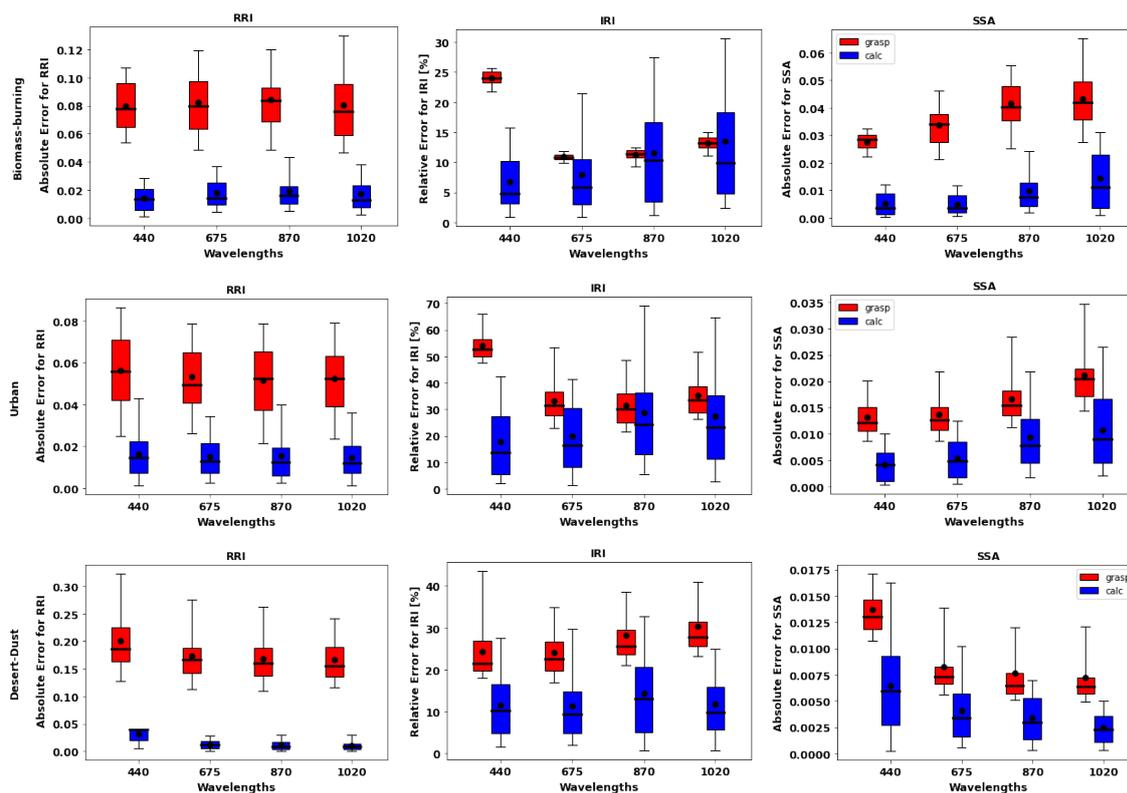 RRI
IRI
SSA
Biomass-burning
Absolute Error for RRI
0.12
0.10
0.08
0.06
0.04
0.02
0.00
440 675 870 1020
Wavelengths
Relative Error for IRI [%]
30
25
20
15
10
5
0
440 675 870 1020
Wavelengths
Absolute Error for SSA
0.06
0.05
0.04
0.03
0.02
0.01
0.00
grasp
calc
440 675 870 1020
Wavelengths
RRI
IRI
SSA
Urban
Absolute Error for RRI
0.08
0.06
0.04
0.02
0.00
440 675 870 1020
Wavelengths
Relative Error for IRI [%]
70
60
50
40
30
20
10
0
440 675 870 1020
Wavelengths
Absolute Error for SSA
0.035
0.030
0.025
0.020
0.015
0.010
0.005
0.000
grasp
calc
440 675 870 1020
Wavelengths
RRI
IRI
SSA
Desert-Dust
Absolute Error for RRI
0.30
0.25
0.20
0.15
0.10
0.05
0.00
440 675 870 1020
Wavelengths
Relative Error for IRI [%]
40
30
20
10
0
440 675 870 1020
Wavelengths
Absolute Error for SSA
0.0175
0.0150
0.0125
0.0100
0.0075
0.0050
0.0025
0.0000
grasp
calc
440 675 870 1020
Wavelengths